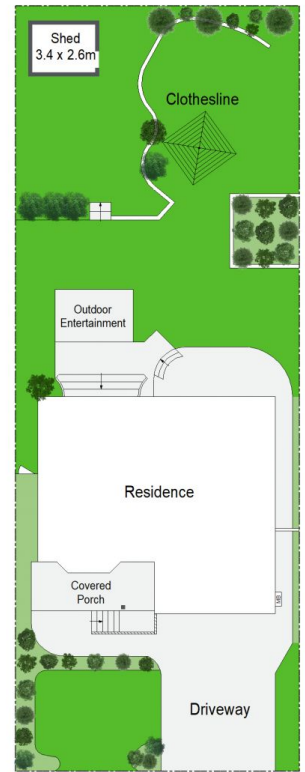 Shed
3.4 x 2.6m
Clothesline
Outdoor
Entertainment
Residence
Covered
Porch
Driveway